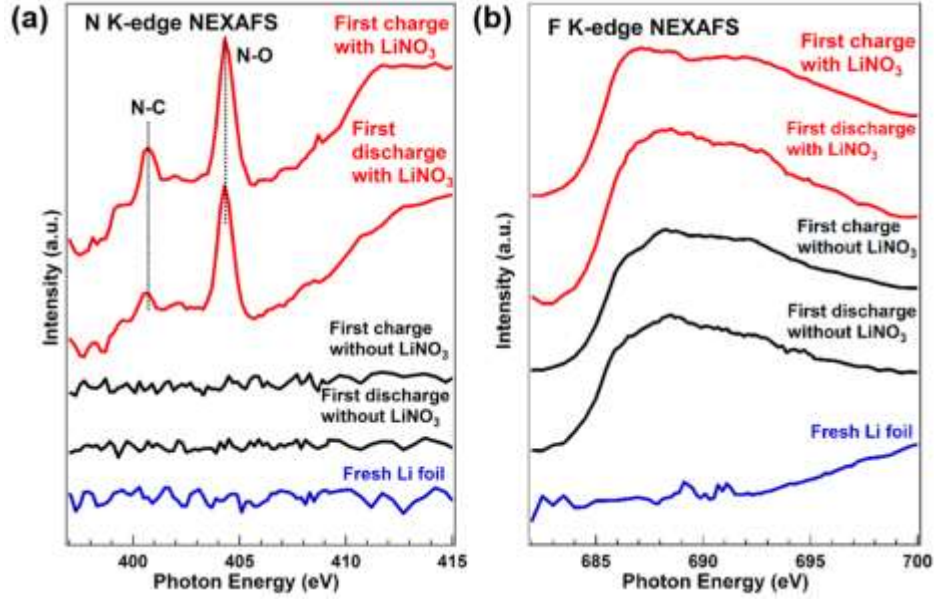 (a)
N K-edge NEXAFS
First charge
with LiNO3
N-O
N-C
First
discharge
with LiNO3
First charge
without LiNO3
First discharge
without LiNO3
Fresh Li foil
Intensity (a.u.)
400
405
410
415
Photon Energy (eV)
(b)
F K-edge NEXAFS
First charge
with LiNO3
First discharge
with LiNO3
First charge
without LiNO3
First discharge
without LiNO3
Fresh Li foil
Intensity (a.u.)
685
690
695
700
Photon Energy (eV)